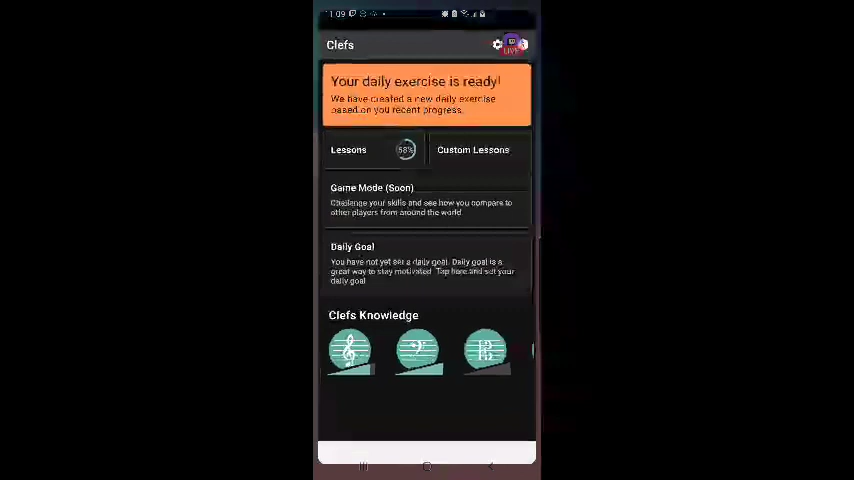 11:09
Clefs
LIVE
Your daily exercise is ready!
We have created a new daily exercise
based on you recent progress.
Lessons
58%
Custom Lessons
Game Mode (Soon)
Challenge your skills and see how you compare to
other players from around the world
Daily Goal
You have not yet set a daily goal. Daily goal is a
great way to stay motivated. Tap here and set your
daily goal
Clefs Knowledge